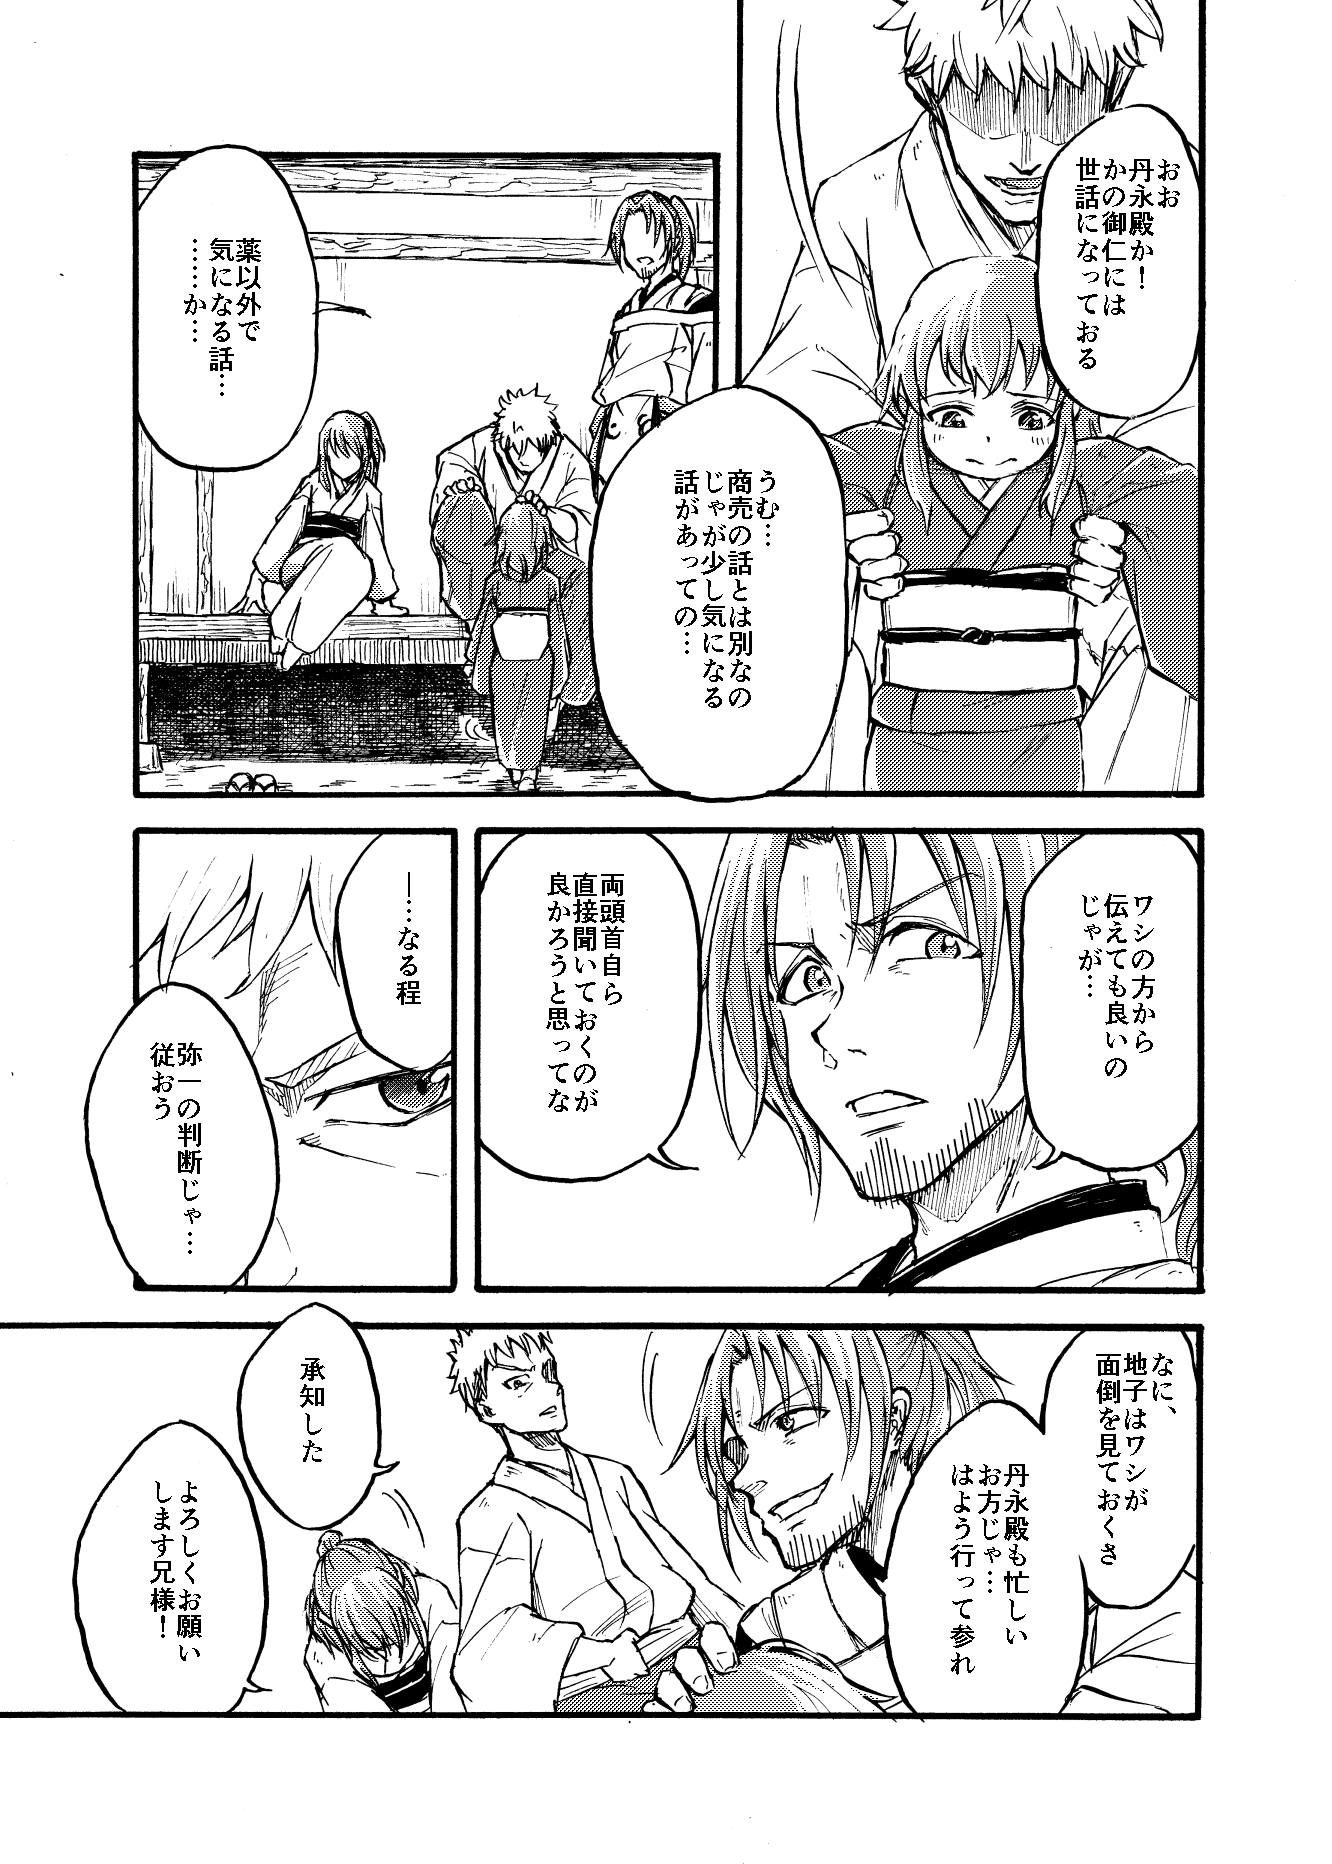 おお
丹永殿か！
かの御仁には
世話になっておる
うむ…
商売の話とは別なの
じゃが少し気になる
話があっての…
薬以外で
気になる話…
……か…
ワシの方から
伝えても良いの
じゃが…
両頭首自ら
直接聞いておくのが
良かろうと思ってな
―…なる程
弥一の判断じゃ…
従おう
なに、
地子はワシが
面倒を見ておくさ
丹永殿も忙しい
お方じゃ…
はよう行って参れ
承知した
よろしくお願い
します兄様！